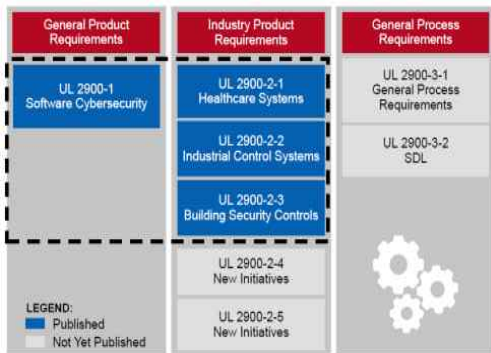 General Product
Requirements
UL 2900-1
Software Cybersecurity
LEGEND:
Published
Not Yet Published
Industry Product
Requirements
UL 2900-2-1
Healthcare Systems
UL 2900-2-2
Industrial Control Systems
UL 2900-2-3
Building Security Controls
UL 2900-2-4
New Initiatives
UL 2900-2-5
New Initiatives
General Process
Requirements
UL 2900-3-1
General Process
Requirements
UL 2900-3-2
SDL